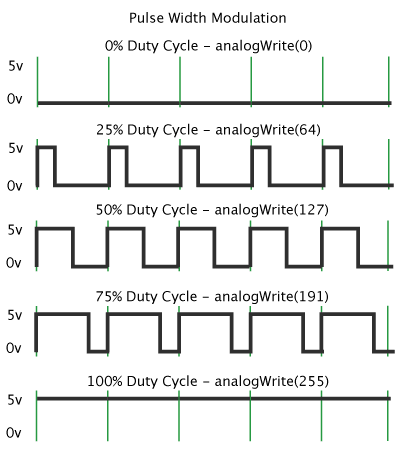 Pulse Width Modulation
0% Duty Cycle – analogWrite(0)
5v
0v
25% Duty Cycle – analogWrite(64)
5v
0v
50% Duty Cycle – analogWrite(127)
5v
0v
75% Duty Cycle – analogWrite(191)
5v
0v
100% Duty Cycle – analogWrite(255)
5v
0v